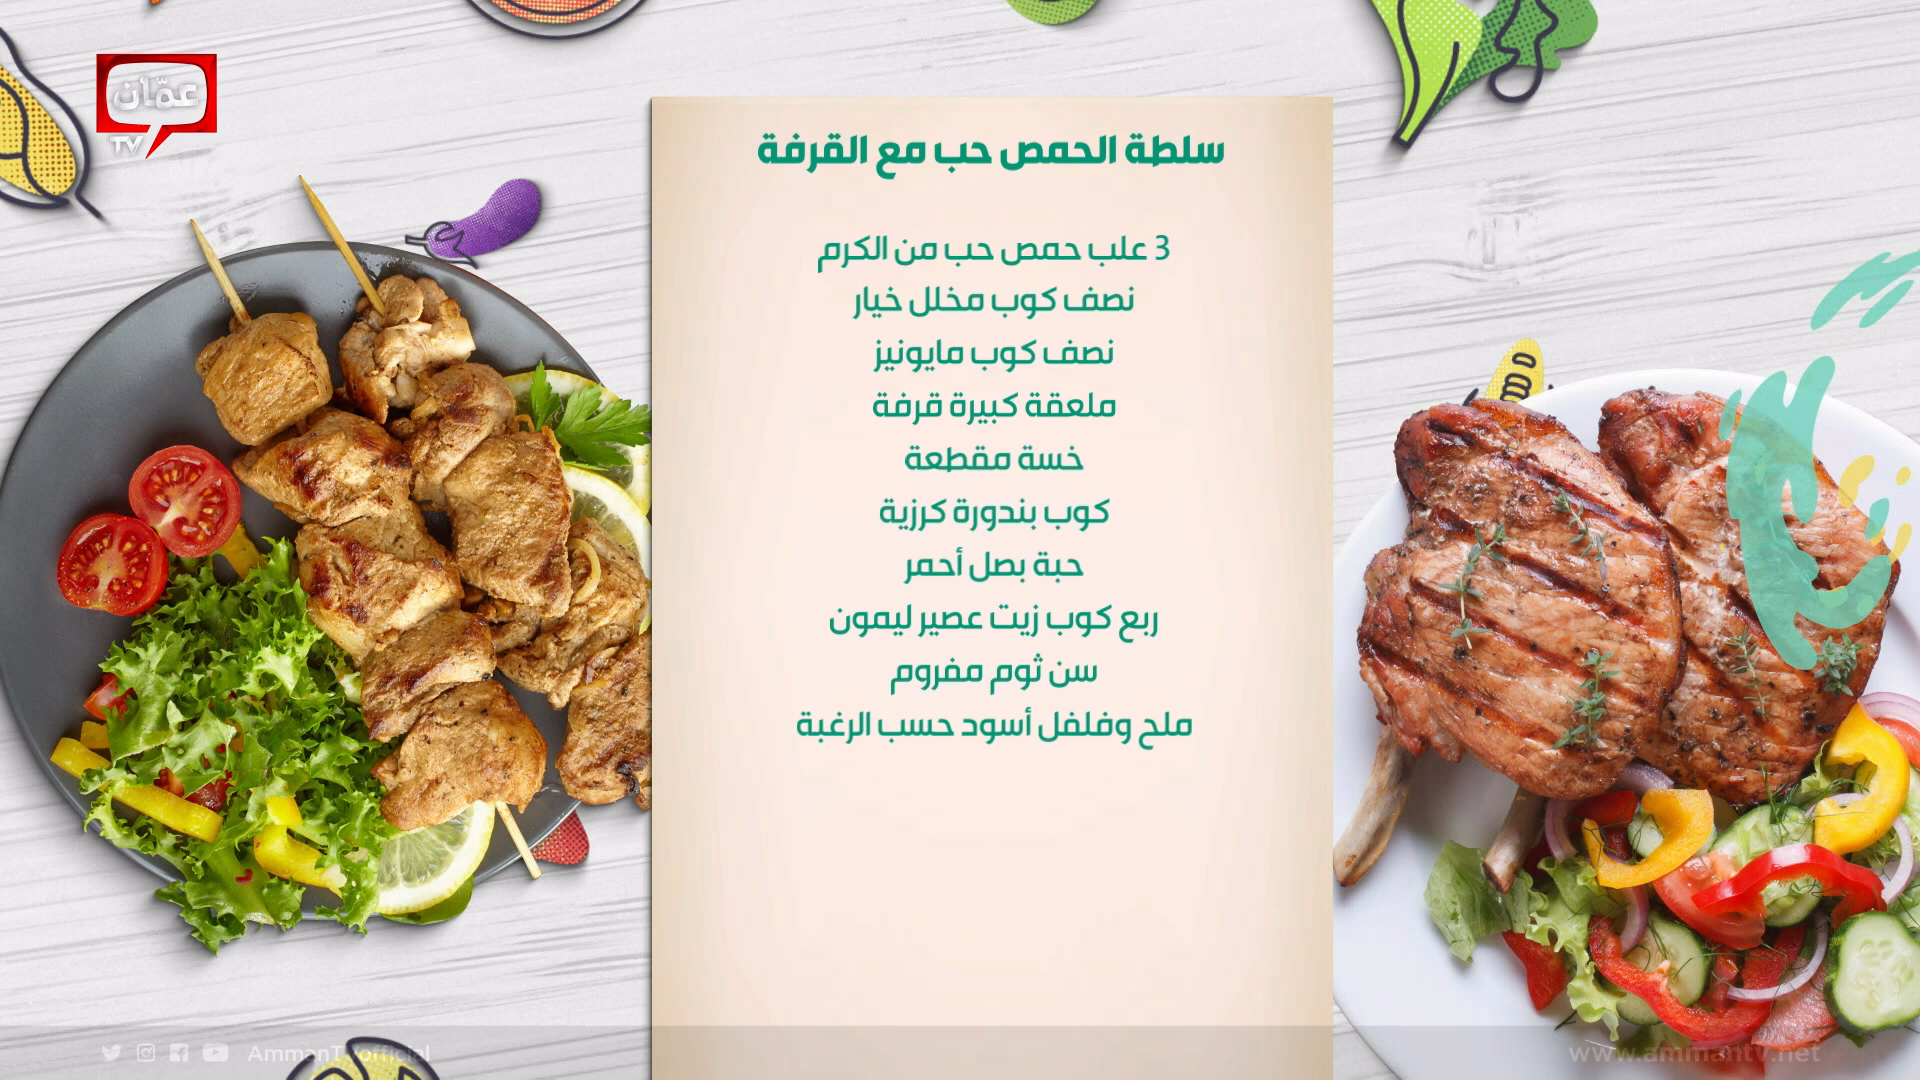 عمّان
TV
سلطة الحمص حب مع القرفة
3 علب حمص حب من الكرم
نصف كوب مخلل خيار
نصف كوب مايونيز
ملعقة كبيرة قرفة
خسة مقطعة
كوب بندورة كرزية
حبة بصل أحمر
ربع كوب زيت عصير ليمون
سن ثوم مفروم
ملح وفلفل أسود حسب الرغبة
AmmanTVofficial
www.ammantv.net